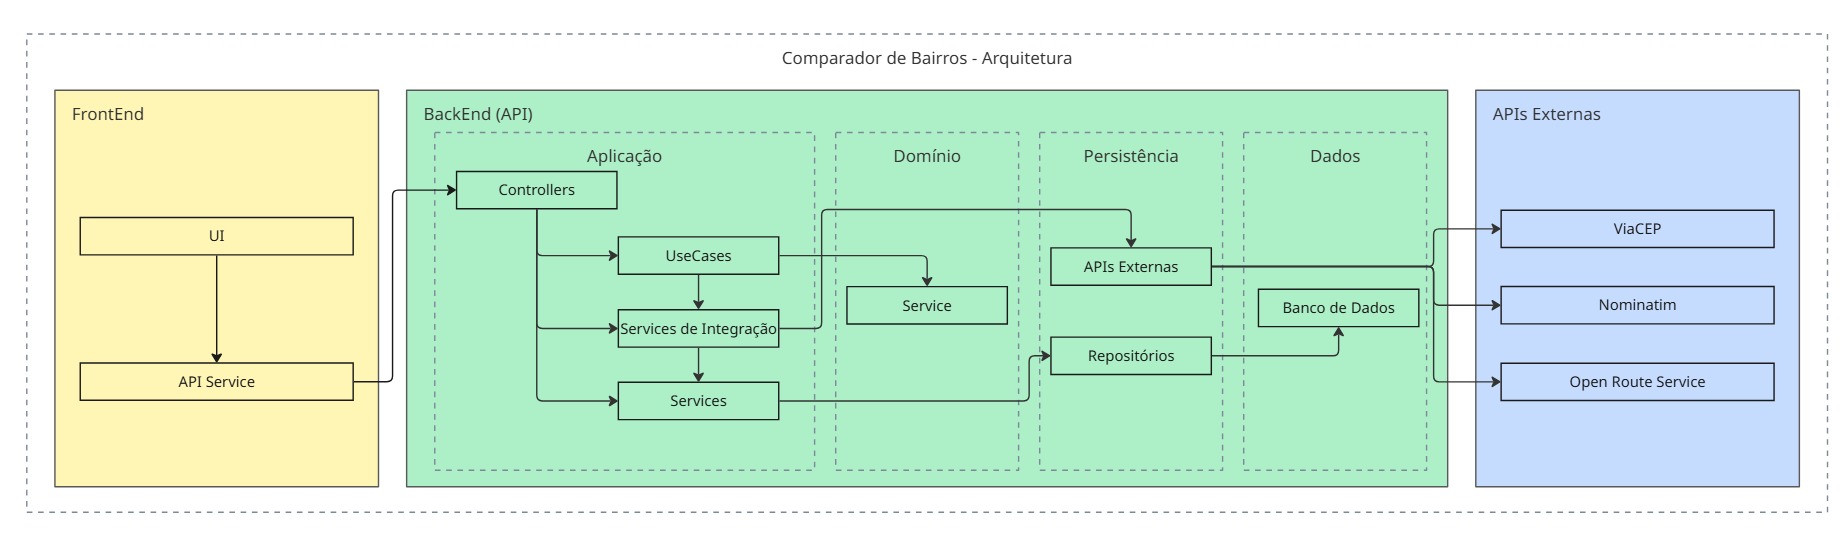 Comparador de Bairros - Arquitetura
FrontEnd
UI
API Service
BackEnd (API)
Aplicação
Controllers
UseCases
Services de Integração
Services
Domínio
Service
Persistência
APIs Externas
Repositórios
Dados
Banco de Dados
APIs Externas
ViaCEP
Nominatim
Open Route Service